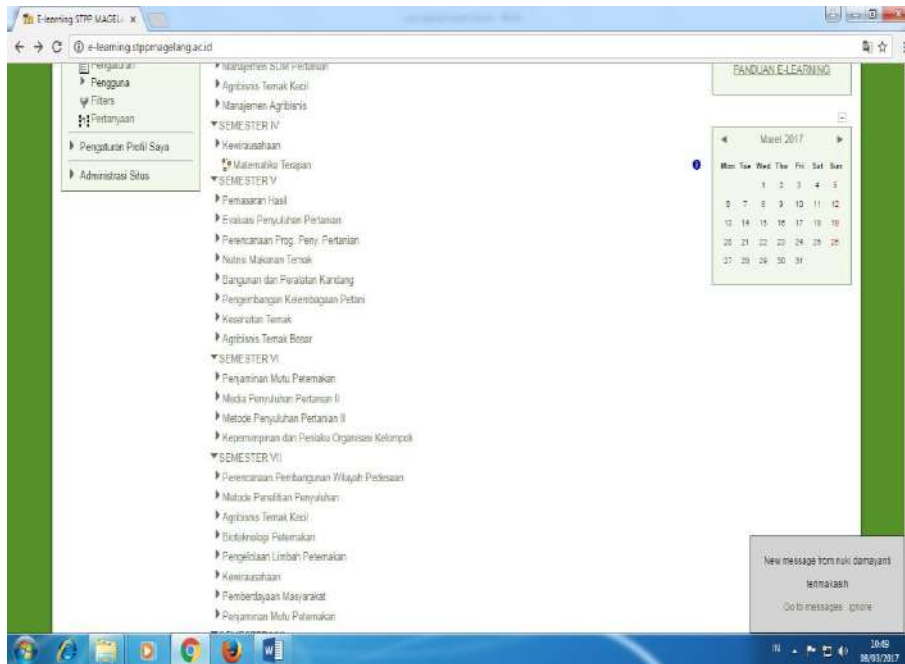 E-learning STPP MAGEL
e-learning.stppmagelang.ac.id
Pengaturan
Pengguna
Filters
Pertanyaan
Pengaturan Profil Saya
Administrasi Situs
Manajemen SDM Pertanian
Agribisnis Ternak Kecil
Manajemen Agribisnis
SEMESTER IV
Kewirausahaan
Matematika Terapan
SEMESTER V
Pemasaran Hasil
Evaluasi Penyuluhan Pertanian
Perencanaan Prog. Peny. Pertanian
Nutrisi Makanan Ternak
Bangunan dan Peralatan Kandang
Pengembangan Kelembagaan Petani
Kesehatan Ternak
Agribisnis Ternak Besar
SEMESTER VI
Penjaminan Mutu Peternakan
Media Penyuluhan Pertanian II
Metode Penyuluhan Pertanian II
Kepemimpinan dan Perilaku Organisasi Kelompok
SEMESTER VII
Perencanaan Pembangunan Wilayah Pedesaan
Metode Penelitian Penyuluhan
Agribisnis Ternak Kecil
Bioteknologi Peternakan
Pengelolaan Limbah Peternakan
Kewirausahaan
Pemberdayaan Masyarakat
Penjaminan Mutu Peternakan
PANDUAN E-LEARNING
Maret 2017
Mon Tue Wed Thu Fri Sat Sun
1 2 3 4 5
6 7 8 9 10 11 12
13 14 15 16 17 18 19
20 21 22 23 24 25 26
27 28 29 30 31
New message from nuki damayanti
terimakasih
Go to messages Ignore
IN
10:49
08/03/2017